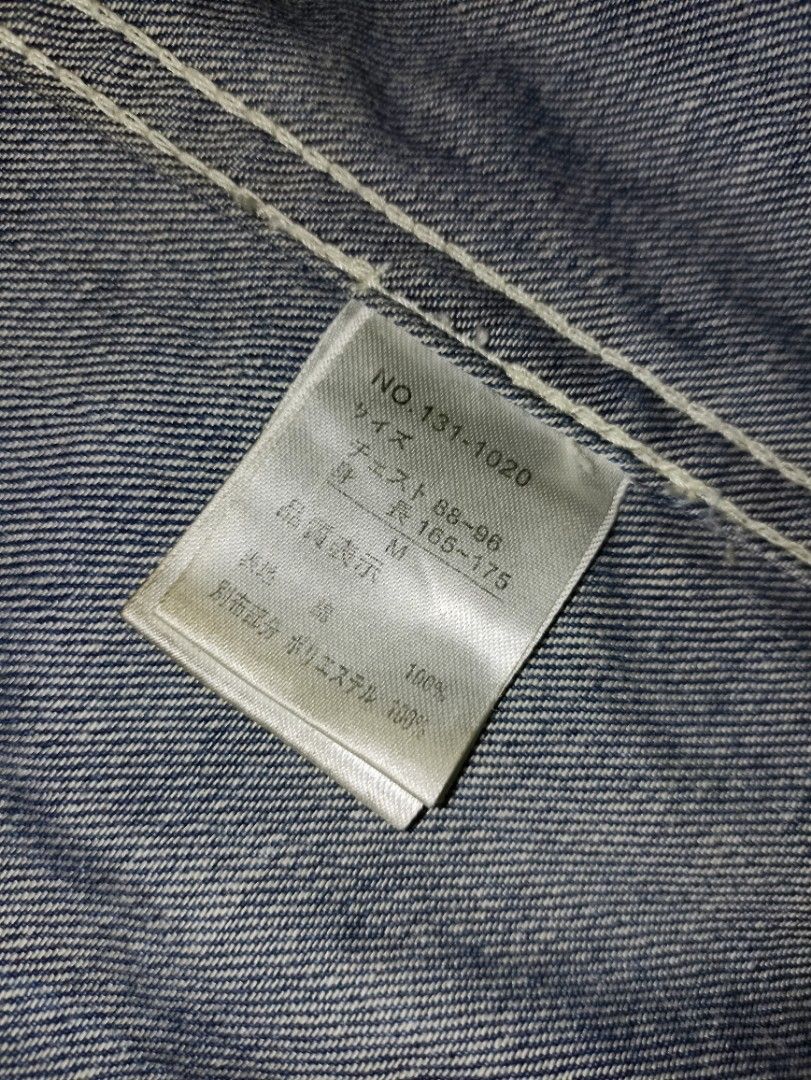 NO.131-1020
サイズ
チェスト 88~96
身 長 165~175
M
品質表示
表地 綿 100%
別布部分 ポリエステル 100%